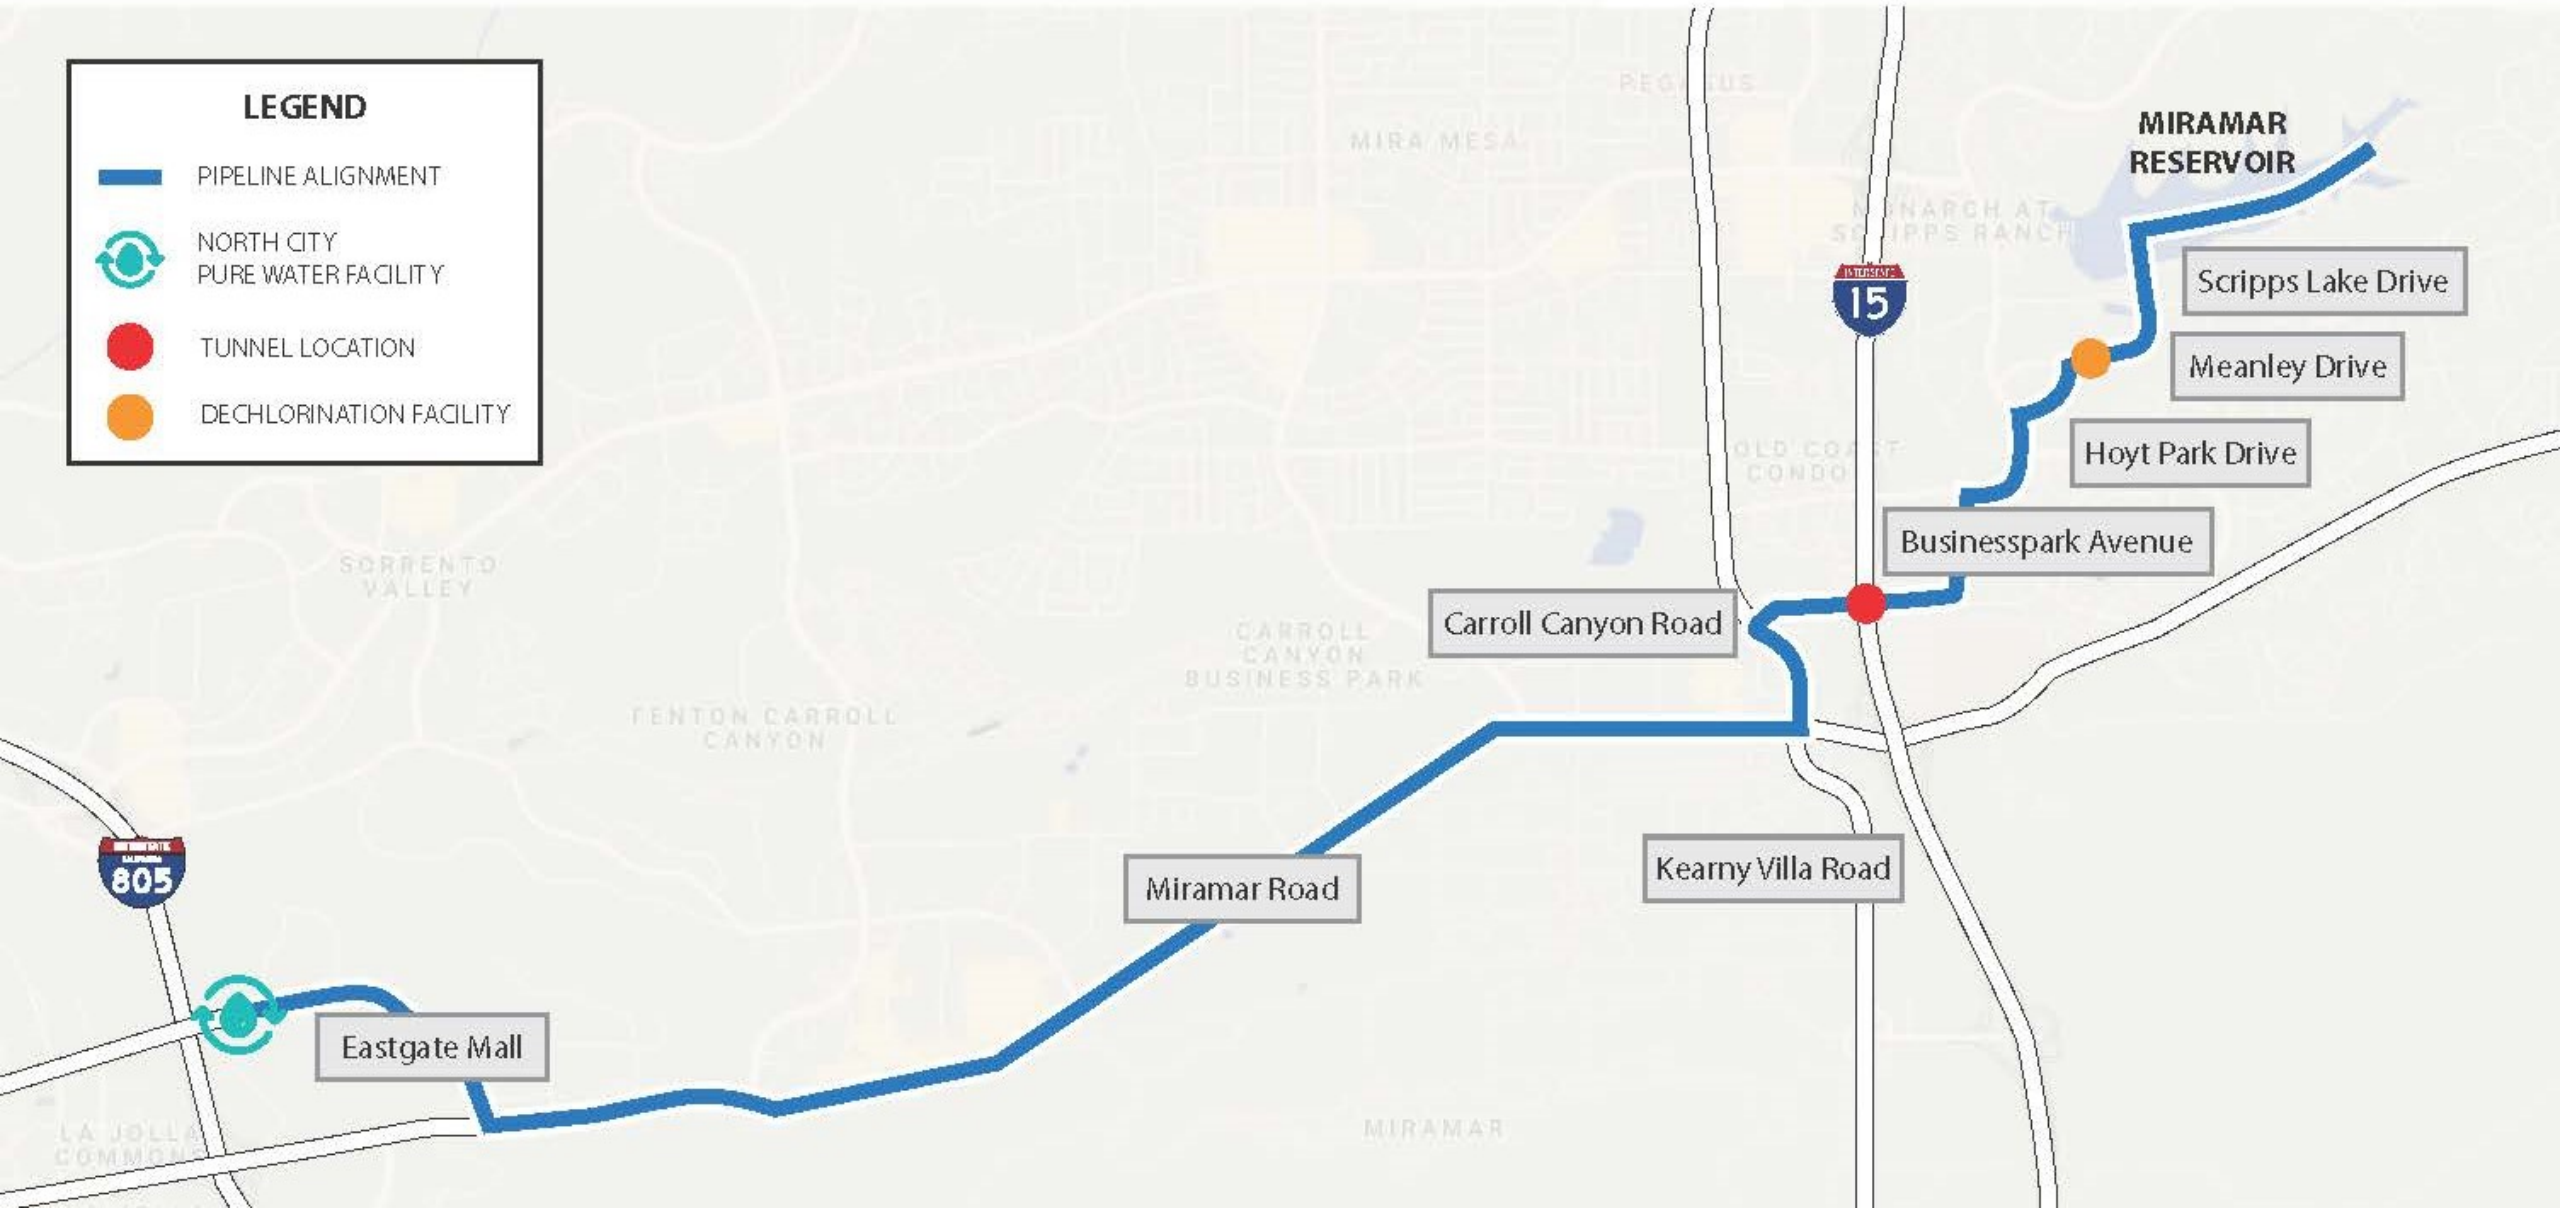 LEGEND
PIPELINE ALIGNMENT
NORTH CITY
PURE WATER FACILITY
TUNNEL LOCATION
DECHLORINATION FACILITY
MIRA MESA
MIRAMAR
RESERVOIR
INTERSTATE
15
Scripps Lake Drive
Meanley Drive
Hoyt Park Drive
Businesspark Avenue
SORRENTO
VALLEY
Carroll Canyon Road
CARROLL
CANYON
BUSINESS PARK
FENTON CARROLL
CANYON
805
Miramar Road
Kearny Villa Road
Eastgate Mall
MIRAMAR
LA JOLLA
COMMONS